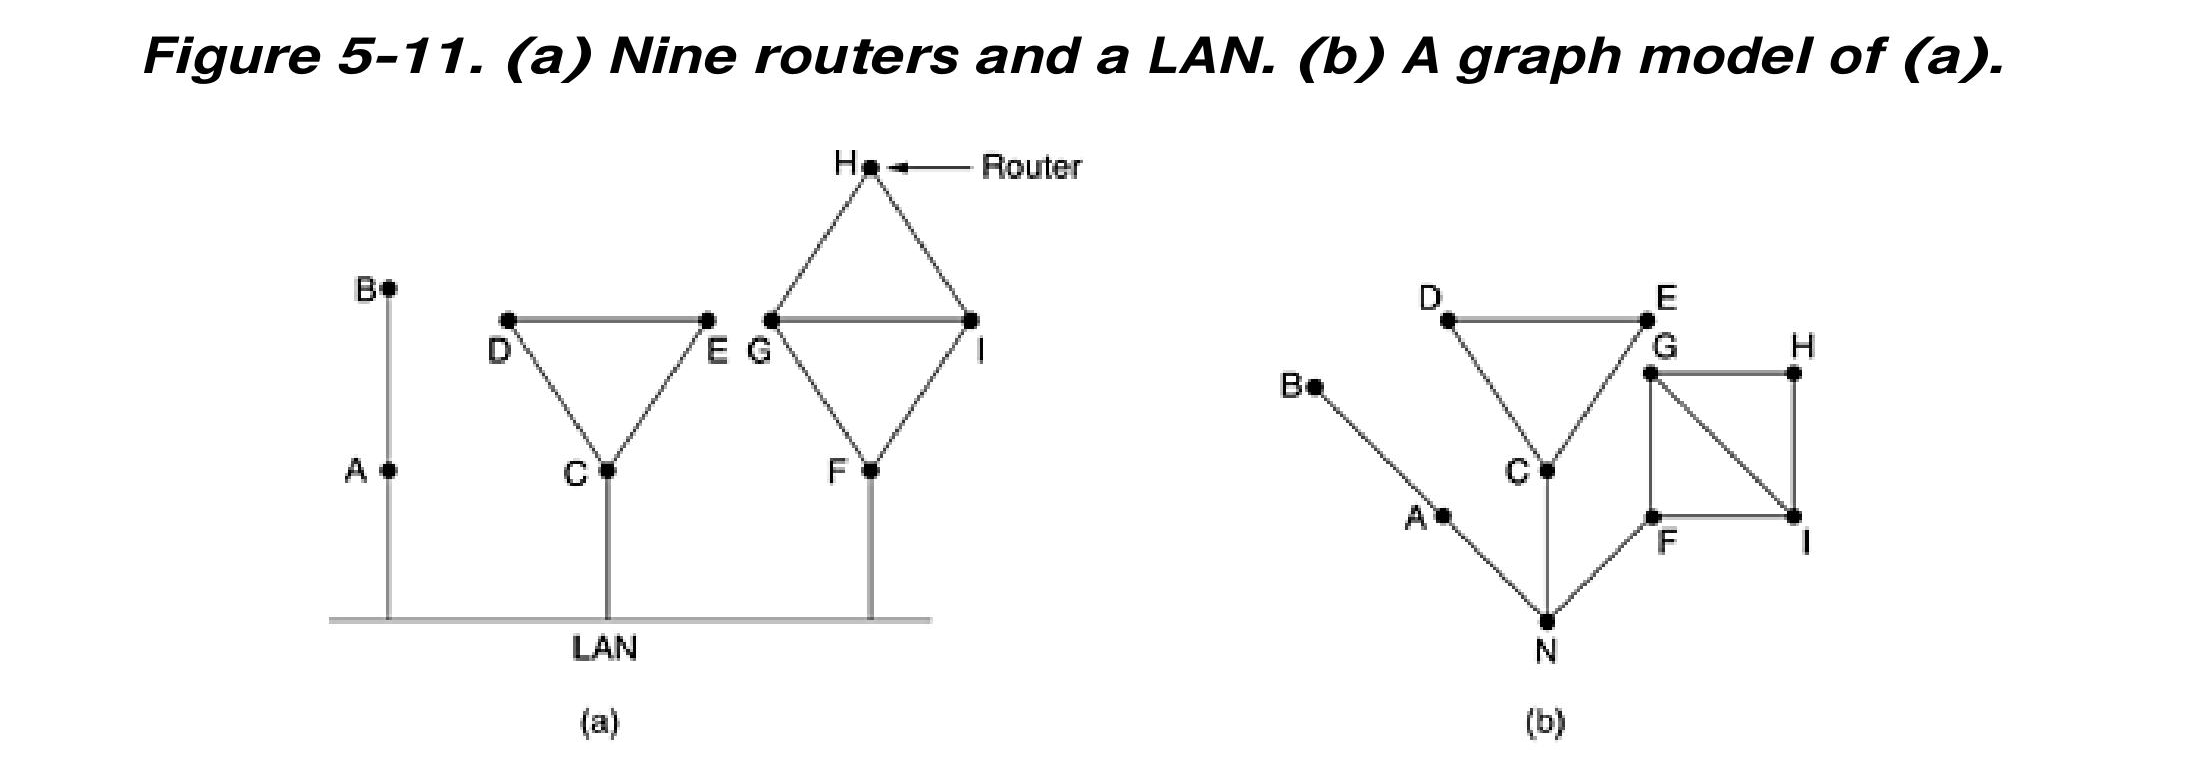 Figure 5-11. (a) Nine routers and a LAN. (b) A graph model of (a).
H
Router
B
D
E
G
I
A
C
F
LAN
(a)
D
E
G
H
B
C
A
F
I
N
(b)